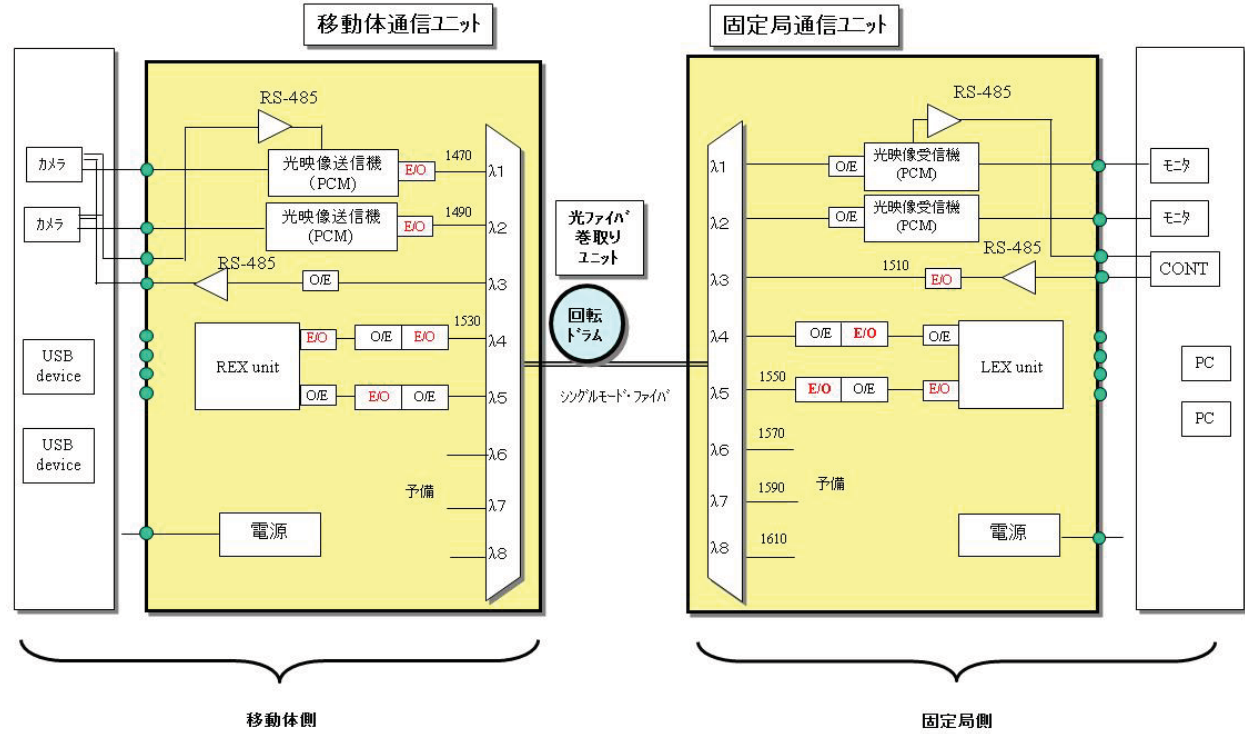 移動体通信ユニット
固定局通信ユニット
RS-485
カメラ
光映像送信機
(PCM)
E/O
1470
λ1
カメラ
光映像送信機
(PCM)
E/O
1490
λ2
RS-485
O/E
λ3
REX unit
E/O
O/E
E/O
1530
λ4
O/E
E/O
O/E
λ5
USB
device
USB
device
λ6
予備
λ7
λ8
電源
光ファイバ
巻取り
ユニット
回転
ドラム
シングルモード・ファイバ
RS-485
λ1
O/E
光映像受信機
(PCM)
モニタ
λ2
O/E
光映像受信機
(PCM)
モニタ
RS-485
λ3
1510
E/O
CONT
λ4
O/E
E/O
O/E
LEX unit
λ5
1550
E/O
O/E
E/O
PC
PC
λ6
1570
λ7
1590
予備
λ8
1610
電源
移動体側
固定局側